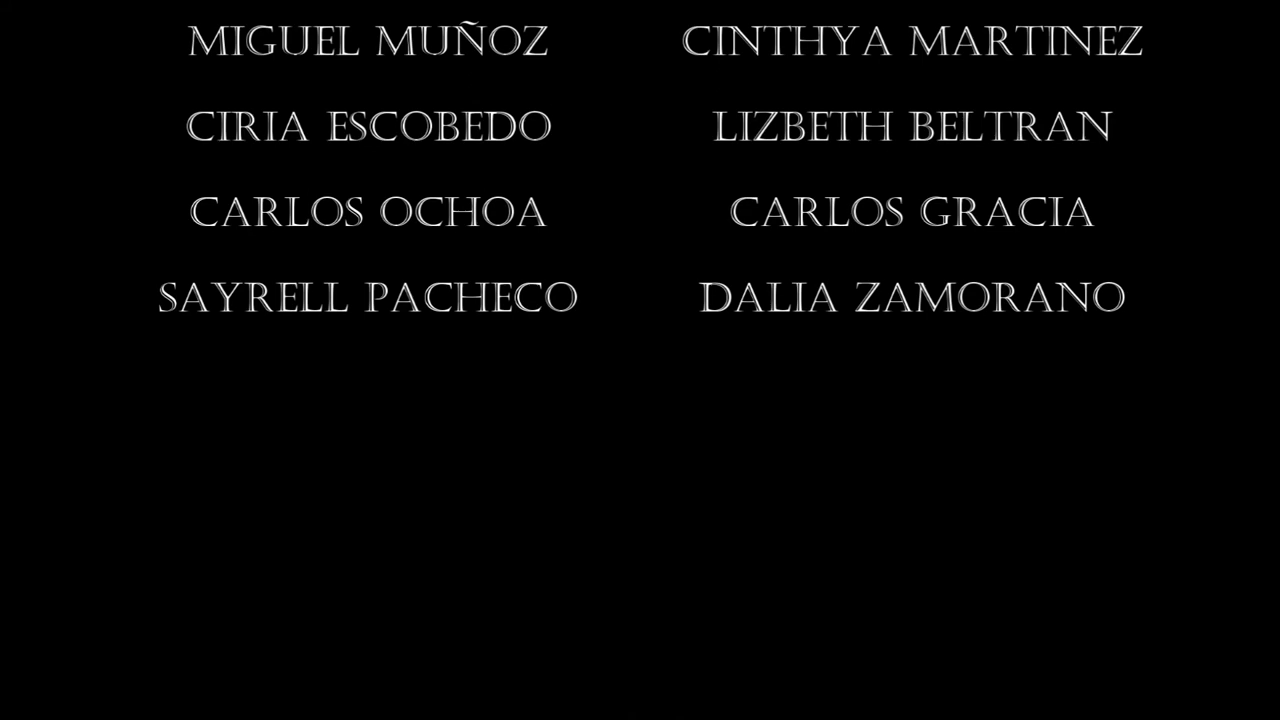 MIGUEL MUÑOZ CINTHYA MARTINEZ
CIRIA ESCOBEDO LIZBETH BELTRAN
CARLOS OCHOA CARLOS GRACIA
SAYRELL PACHECO DALIA ZAMORANO